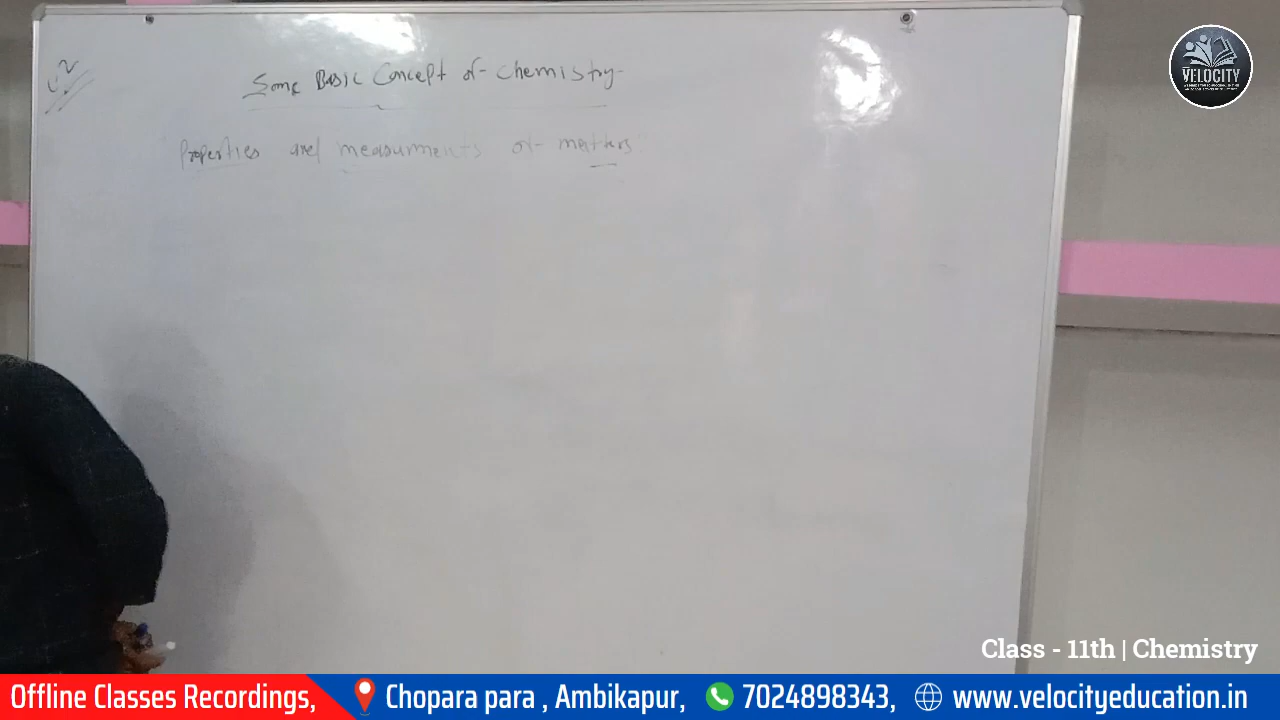 L2
Some Basic Concept of Chemistry
"Properties and measurments of matters"
VELOCITY
Class - 11th | Chemistry
Offline Classes Recordings, Chopara para , Ambikapur, 7024898343, www.velocityeducation.in